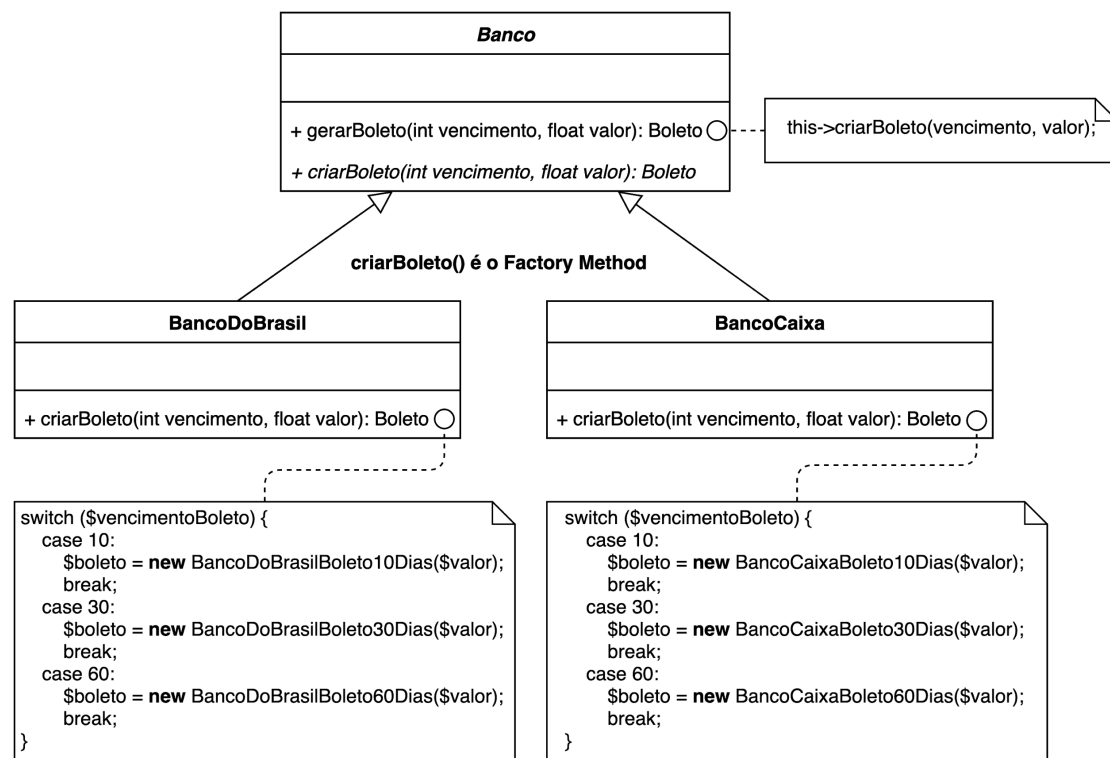 Banco
+ gerarBoleto(int vencimento, float valor): Boleto
this->criarBoleto(vencimento, valor);
+ criarBoleto(int vencimento, float valor): Boleto
criarBoleto() é o Factory Method
BancoDoBrasil
+ criarBoleto(int vencimento, float valor): Boleto
BancoCaixa
+ criarBoleto(int vencimento, float valor): Boleto
switch ($vencimentoBoleto) {
case 10:
$boleto = new BancoDoBrasilBoleto10Dias($valor);
break;
case 30:
$boleto = new BancoDoBrasilBoleto30Dias($valor);
break;
case 60:
$boleto = new BancoDoBrasilBoleto60Dias($valor);
break;
}
switch ($vencimentoBoleto) {
case 10:
$boleto = new BancoCaixaBoleto10Dias($valor);
break;
case 30:
$boleto = new BancoCaixaBoleto30Dias($valor);
break;
case 60:
$boleto = new BancoCaixaBoleto60Dias($valor);
break;
}